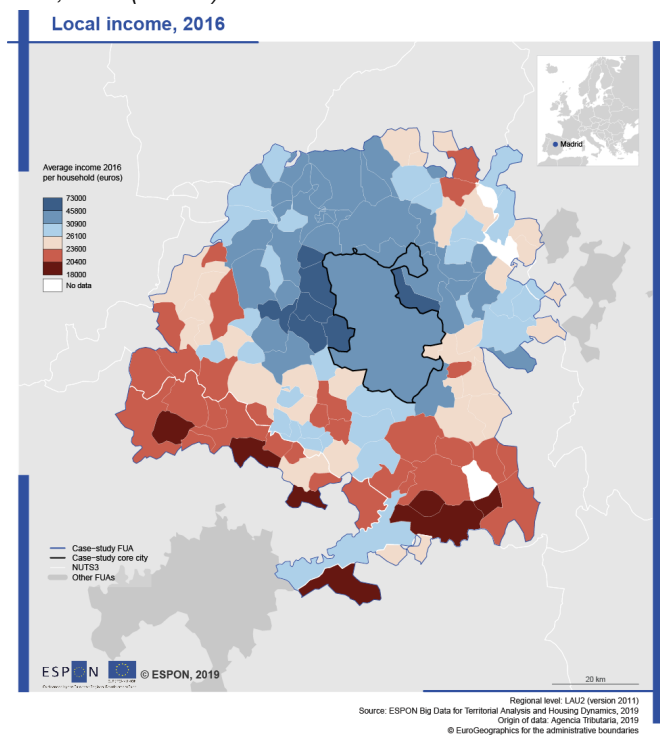 Local income, 2016
Madrid
Average income 2016
per household (euros)
73000
45800
30900
26100
23600
20400
18000
No data
Case−study FUA
Case−study core city
NUTS3
Other FUAs
ESPON
© ESPON, 2019
20 km
Regional level: LAU2 (version 2011)
Source: ESPON Big Data for Territorial Analysis and Housing Dynamics, 2019
Origin of data: Agencia Tributaria, 2019
© EuroGeographics for the administrative boundaries